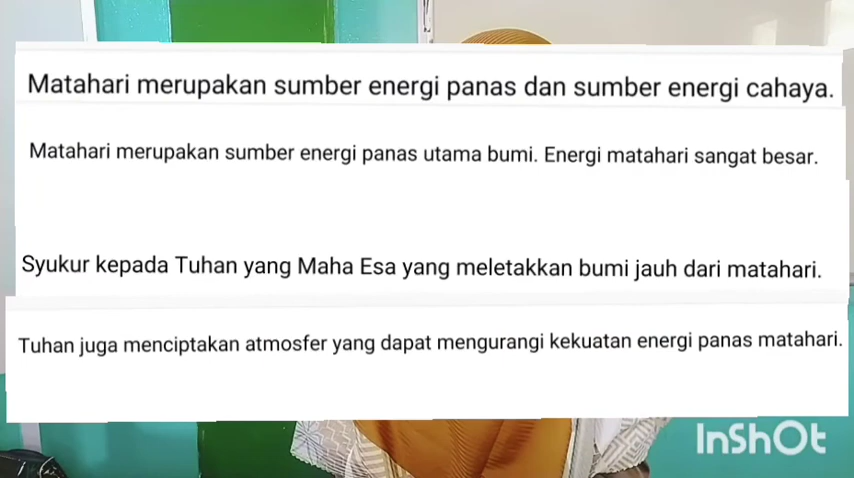 Matahari merupakan sumber energi panas dan sumber energi cahaya.
Matahari merupakan sumber energi panas utama bumi. Energi matahari sangat besar.
Syukur kepada Tuhan yang Maha Esa yang meletakkan bumi jauh dari matahari.
Tuhan juga menciptakan atmosfer yang dapat mengurangi kekuatan energi panas matahari.
InShOt